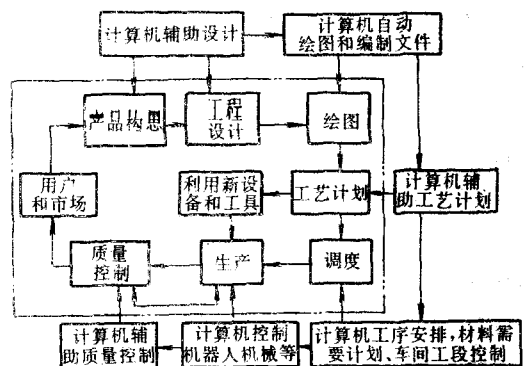 计算机辅助设计
计算机自动
绘图和编制文件
产品构思
工程
设计
绘图
用户
和市场
利用新设
备和工具
工艺计划
计算机辅
助工艺计划
质量
控制
生产
调度
计算机辅
助质量控制
计算机控制
机器人机械等
计算机工序安排,材料需
要计划、车间工段控制